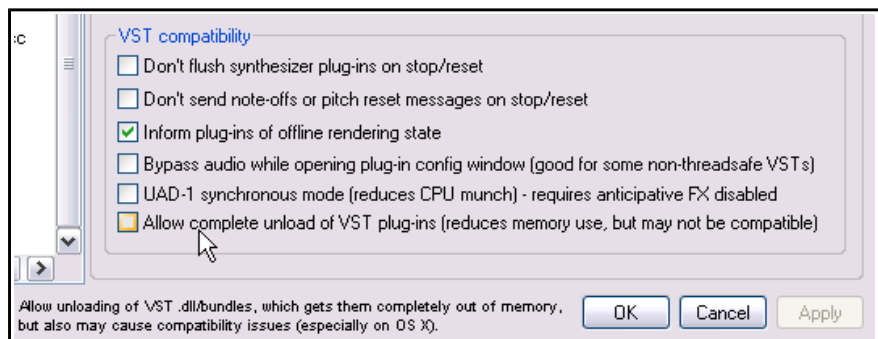 :c
VST compatibility
Don't flush synthesizer plug-ins on stop/reset
Don't send note-offs or pitch reset messages on stop/reset
Inform plug-ins of offline rendering state
Bypass audio while opening plug-in config window (good for some non-threadsafe VSTs)
UAD-1 synchronous mode (reduces CPU munch) - requires anticipative FX disabled
Allow complete unload of VST plug-ins (reduces memory use, but may not be compatible)
Allow unloading of VST .dll/bundles, which gets them completely out of memory,
but also may cause compatibility issues (especially on OS X).
OK Cancel Apply